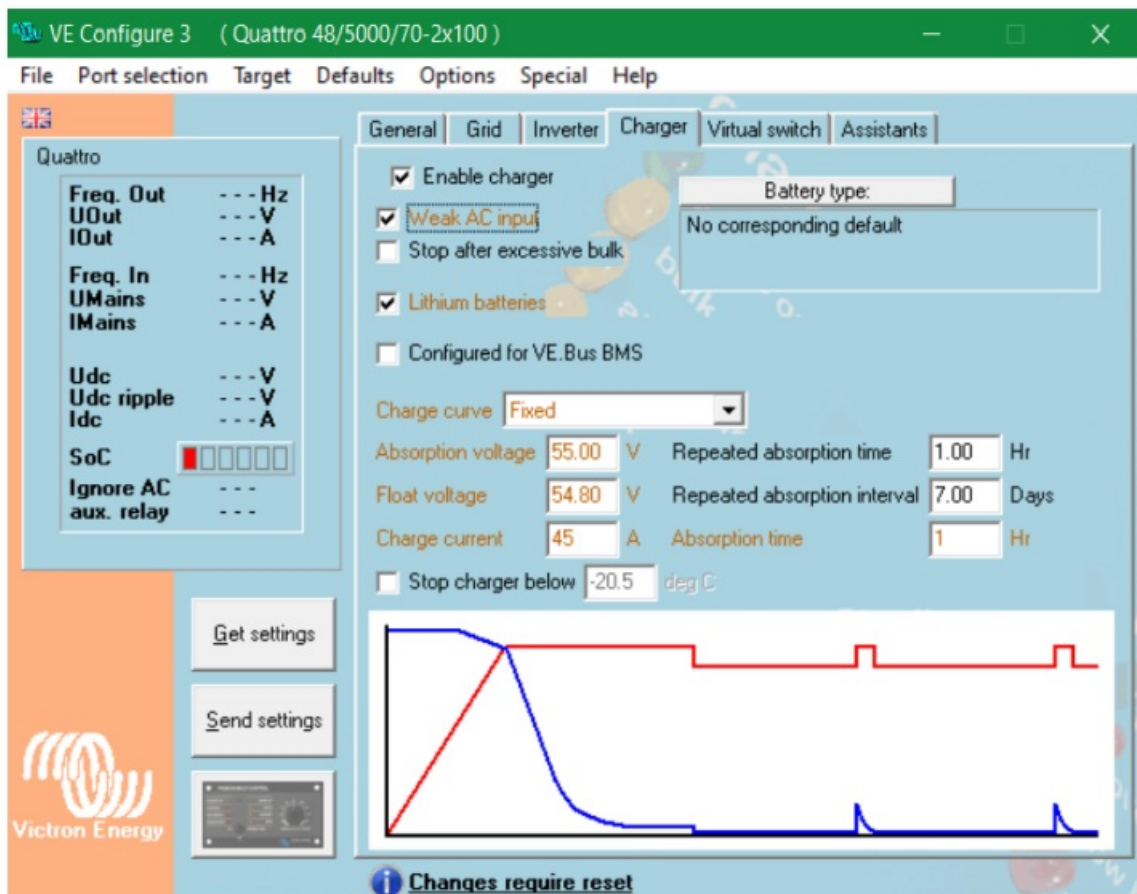 VE Configure 3 ( Quattro 48/5000/70-2x100 )
File Port selection Target Defaults Options Special Help
General Grid Inverter Charger Virtual switch Assistants
Quattro
Freq. Out - - - Hz
UOut - - - V
IOut - - - A
Freq. In - - - Hz
UMains - - - V
IMains - - - A
Udc - - - V
Udc ripple - - - V
Idc - - - A
SoC
Ignore AC - - -
aux. relay - - -
Get settings
Send settings
Victron Energy
Enable charger
Battery type:
Weak AC input
No corresponding default
Stop after excessive bulk
Lithium batteries
Configured for VE.Bus BMS
Charge curve Fixed
Absorption voltage 55.00 V Repeated absorption time 1.00 Hr
Float voltage 54.80 V Repeated absorption interval 7.00 Days
Charge current 45 A Absorption time 1 Hr
Stop charger below -20.5 deg C
Changes require reset